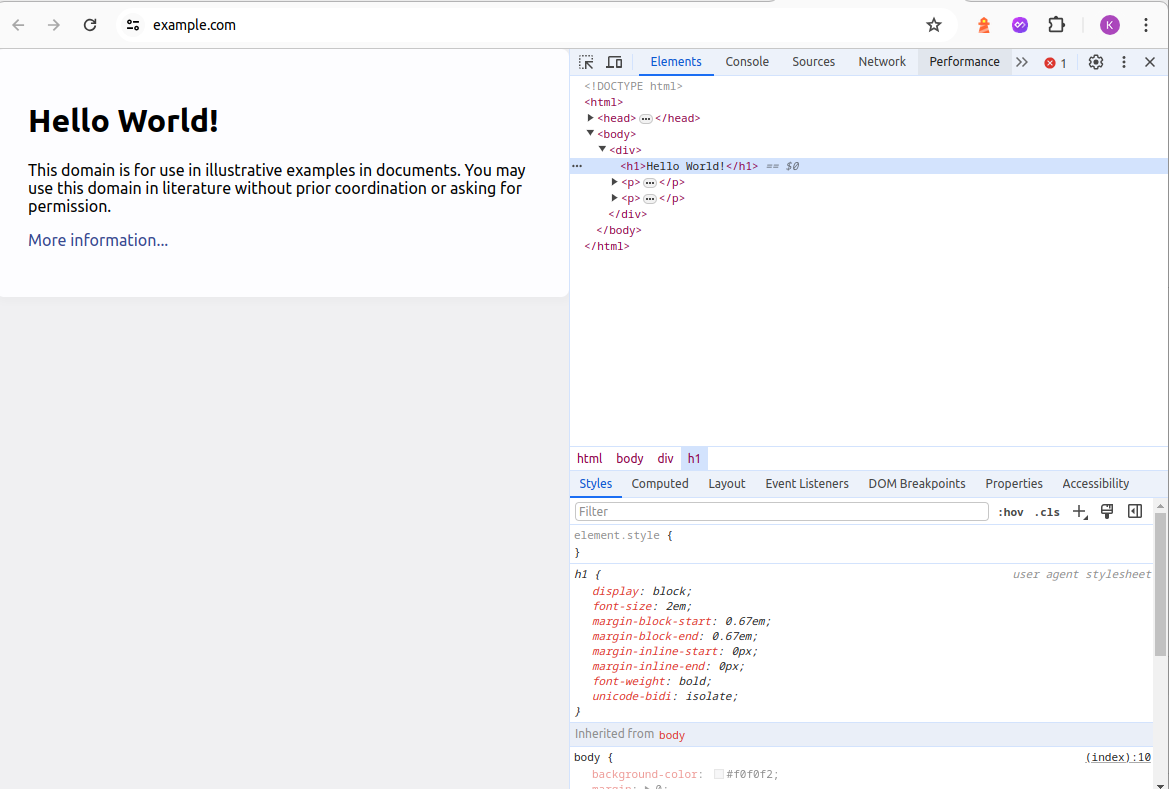 example.com
K
Hello World!
This domain is for use in illustrative examples in documents. You may
use this domain in literature without prior coordination or asking for
permission.
More information...
Elements Console Sources Network Performance 1
<!DOCTYPE html>
<html>
<head> … </head>
<body>
<div>
… <h1>Hello World!</h1> == $0
<p> … </p>
<p> … </p>
</div>
</body>
</html>
html body div h1
Styles Computed Layout Event Listeners DOM Breakpoints Properties Accessibility
Filter :hov .cls
element.style {
}
h1 { user agent stylesheet
display: block;
font-size: 2em;
margin-block-start: 0.67em;
margin-block-end: 0.67em;
margin-inline-start: 0px;
margin-inline-end: 0px;
font-weight: bold;
unicode-bidi: isolate;
}
Inherited from body
body { (index):10
background-color: #f0f0f2;
margin: 0;